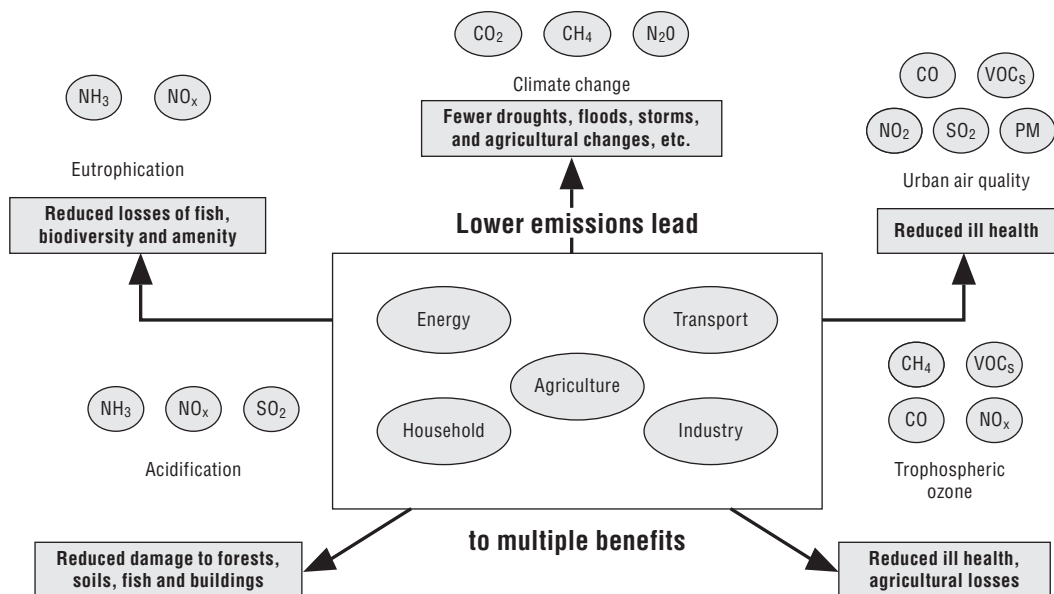 CO₂ CH₄ N₂O
Climate change
Fewer droughts, floods, storms,
and agricultural changes, etc.
NH₃ NOₓ
Eutrophication
Reduced losses of fish,
biodiversity and amenity
CO VOCₛ
NO₂ SO₂ PM
Urban air quality
Reduced ill health
Lower emissions lead
Energy
Transport
Agriculture
Household
Industry
NH₃ NOₓ SO₂
Acidification
CH₄ VOCₛ
CO NOₓ
Trophospheric
ozone
to multiple benefits
Reduced damage to forests,
soils, fish and buildings
Reduced ill health,
agricultural losses